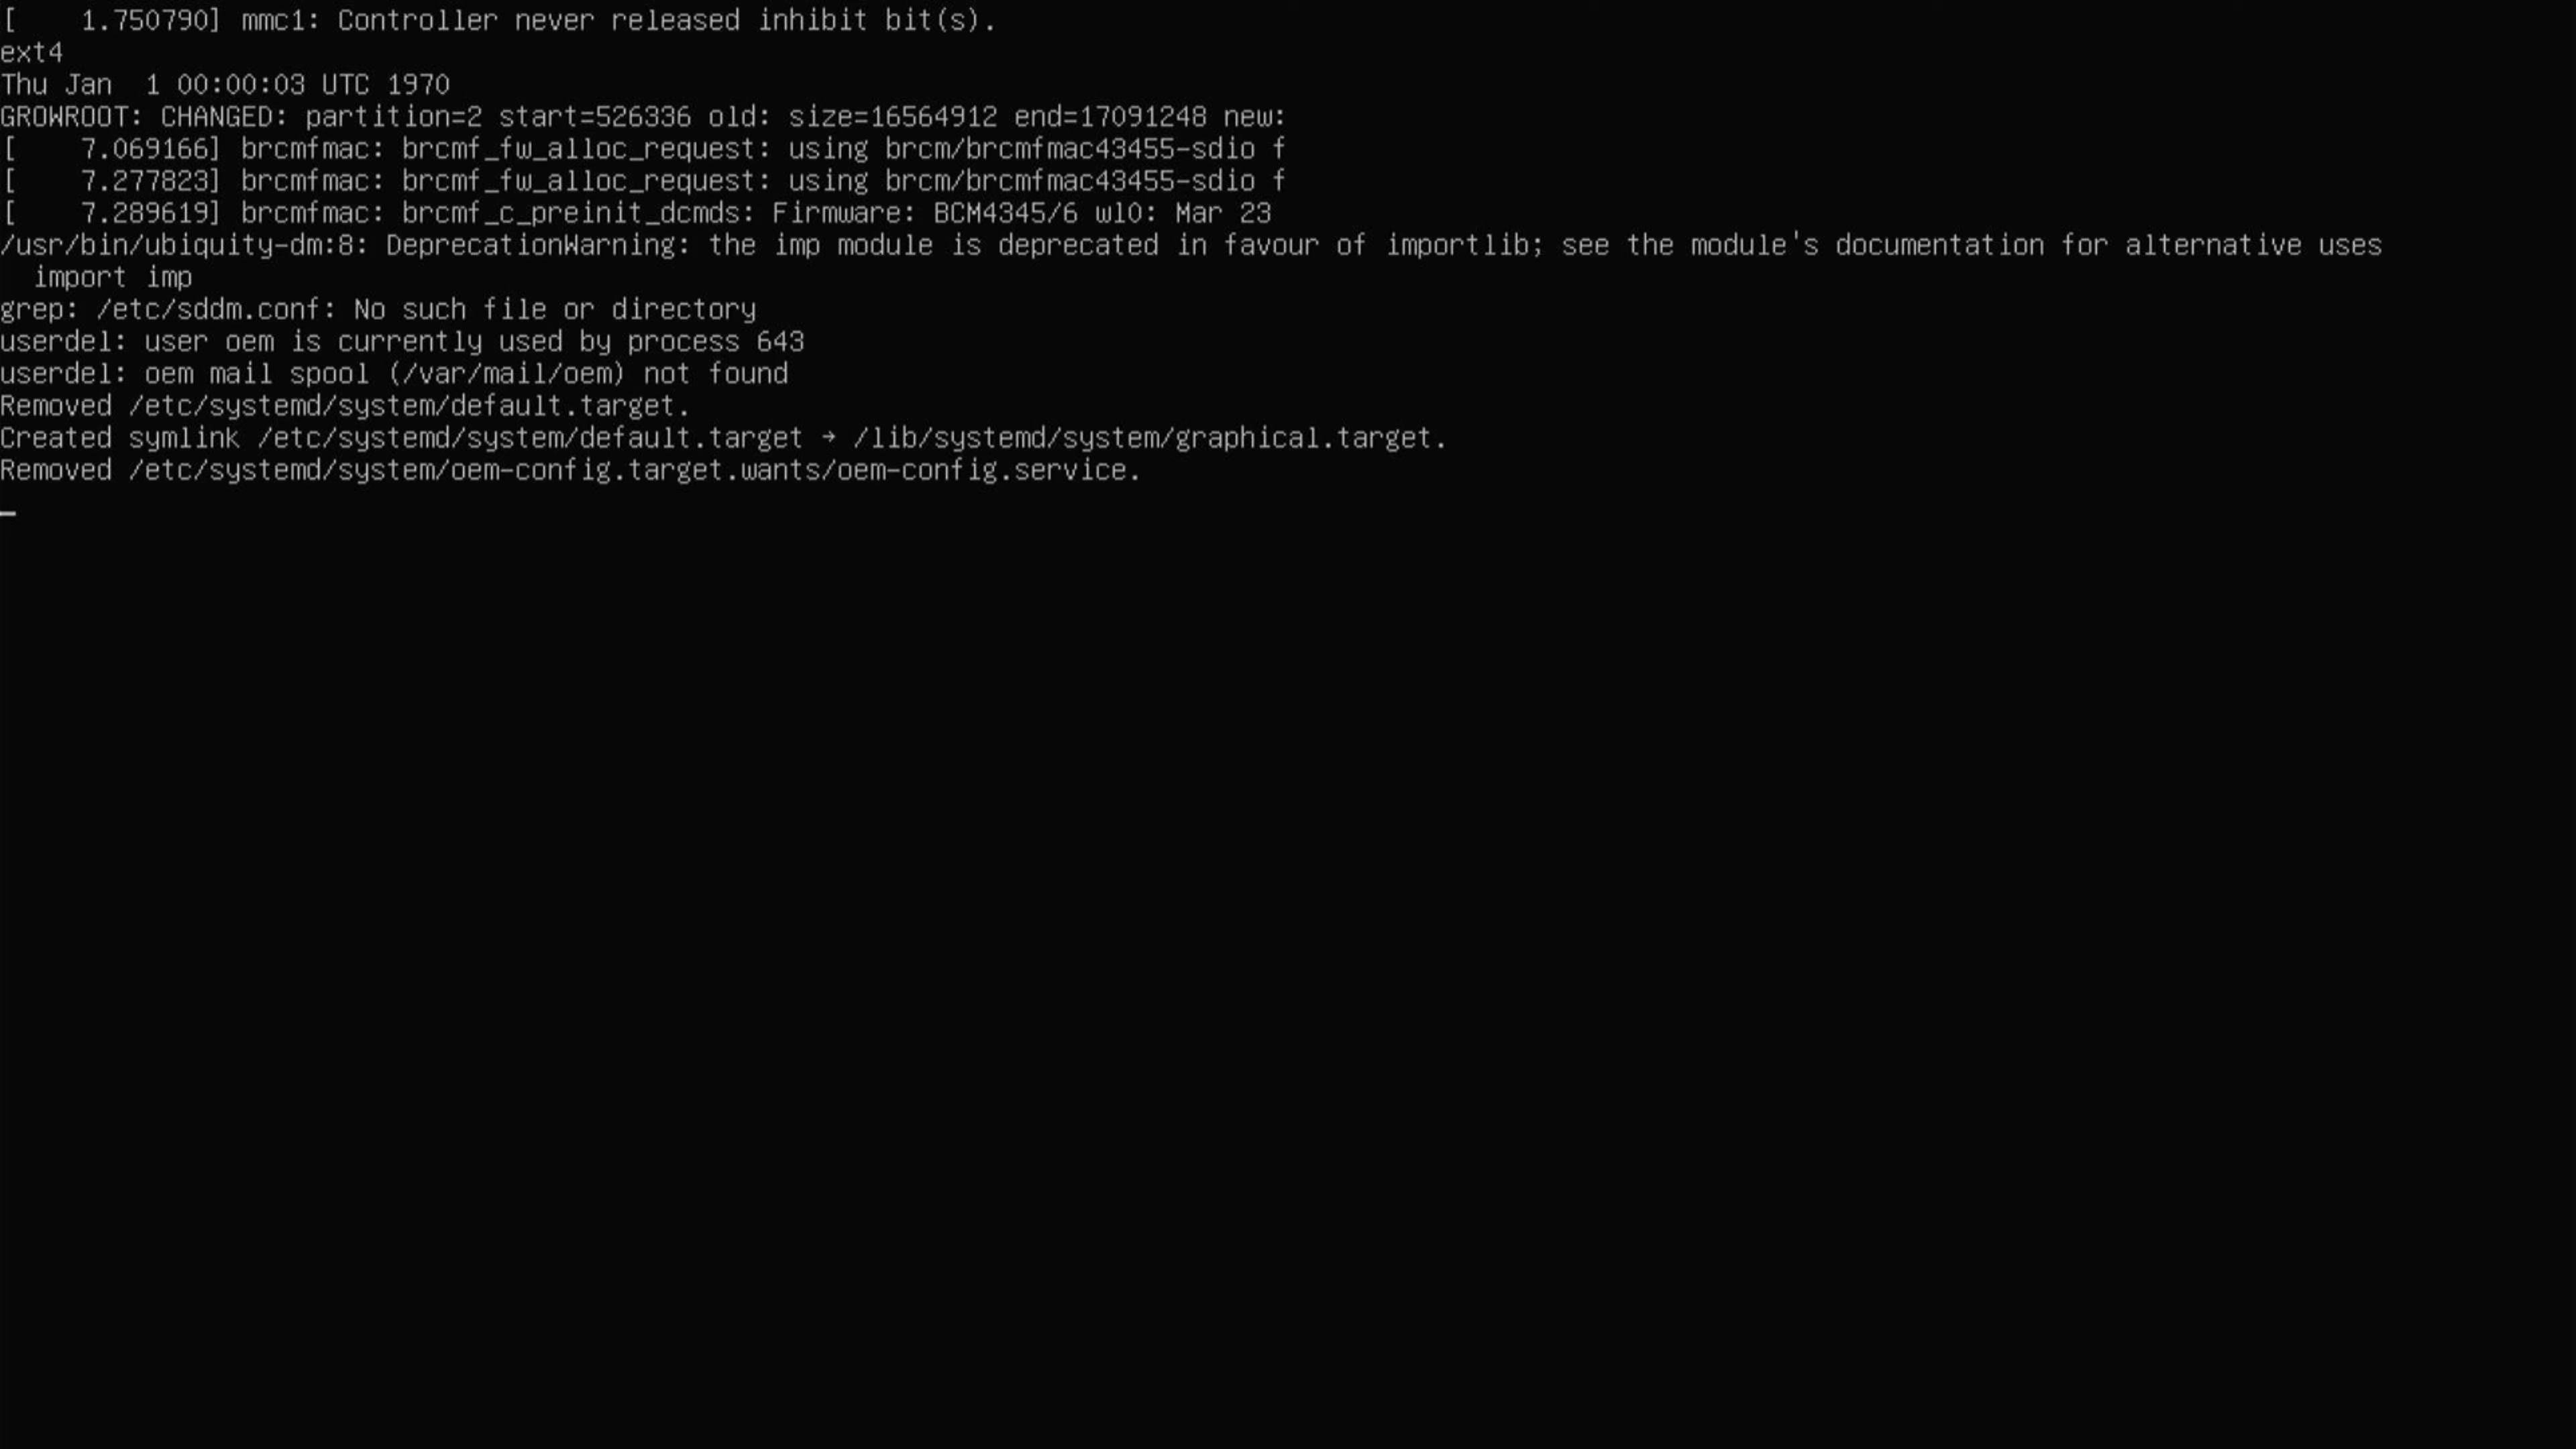 [    1.750790] mmc1: Controller never released inhibit bit(s).
ext4
Thu Jan  1 00:00:03 UTC 1970
GROWROOT: CHANGED: partition=2 start=526336 old: size=16564912 end=17091248 new:
[    7.069166] brcmfmac: brcmf_fw_alloc_request: using brcm/brcmfmac43455-sdio f
[    7.277823] brcmfmac: brcmf_fw_alloc_request: using brcm/brcmfmac43455-sdio f
[    7.289619] brcmfmac: brcmf_c_preinit_dcmds: Firmware: BCM4345/6 wl0: Mar 23
/usr/bin/ubiquity-dm:8: DeprecationWarning: the imp module is deprecated in favour of importlib; see the module's documentation for alternative uses
  import imp
grep: /etc/sddm.conf: No such file or directory
userdel: user oem is currently used by process 643
userdel: oem mail spool (/var/mail/oem) not found
Removed /etc/systemd/system/default.target.
Created symlink /etc/systemd/system/default.target → /lib/systemd/system/graphical.target.
Removed /etc/systemd/system/oem-config.target.wants/oem-config.service.